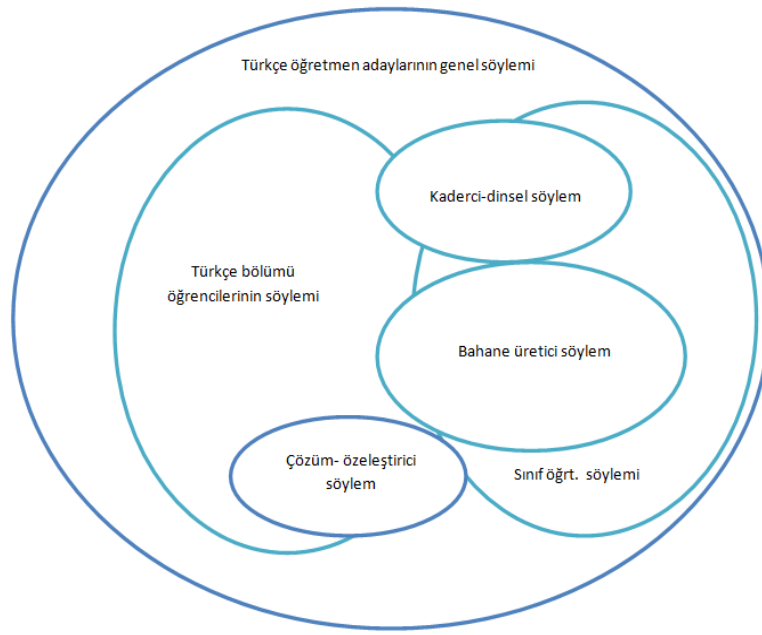 Türkçe öğretmen adaylarının genel söylemi
Kaderci-dinsel söylem
Türkçe bölümü
öğrencilerinin söylemi
Bahane üretici söylem
Çözüm- özeleştirici
söylem
Sınıf öğrt. söylemi